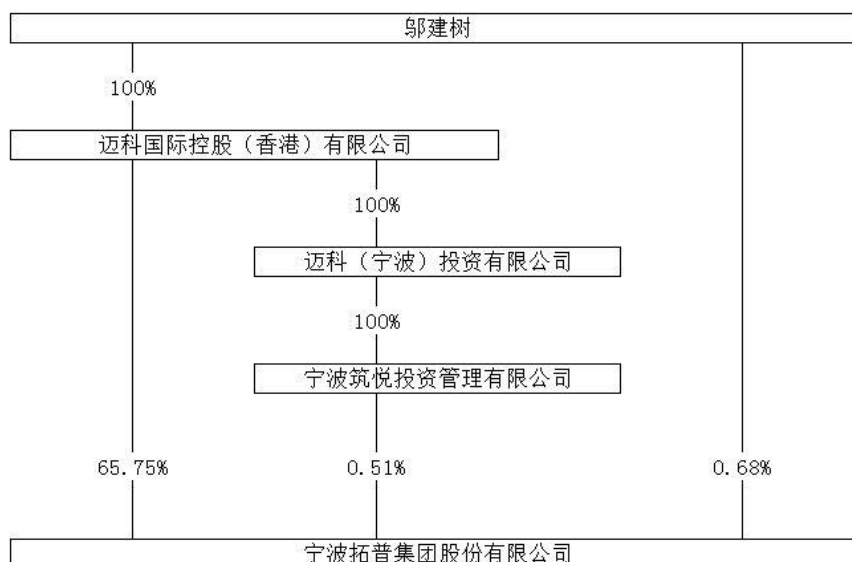 邬建树
100%
迈科国际控股（香港）有限公司
100%
迈科（宁波）投资有限公司
100%
宁波筑悦投资管理有限公司
65.75% 0.51% 0.68%
宁波拓普集团股份有限公司